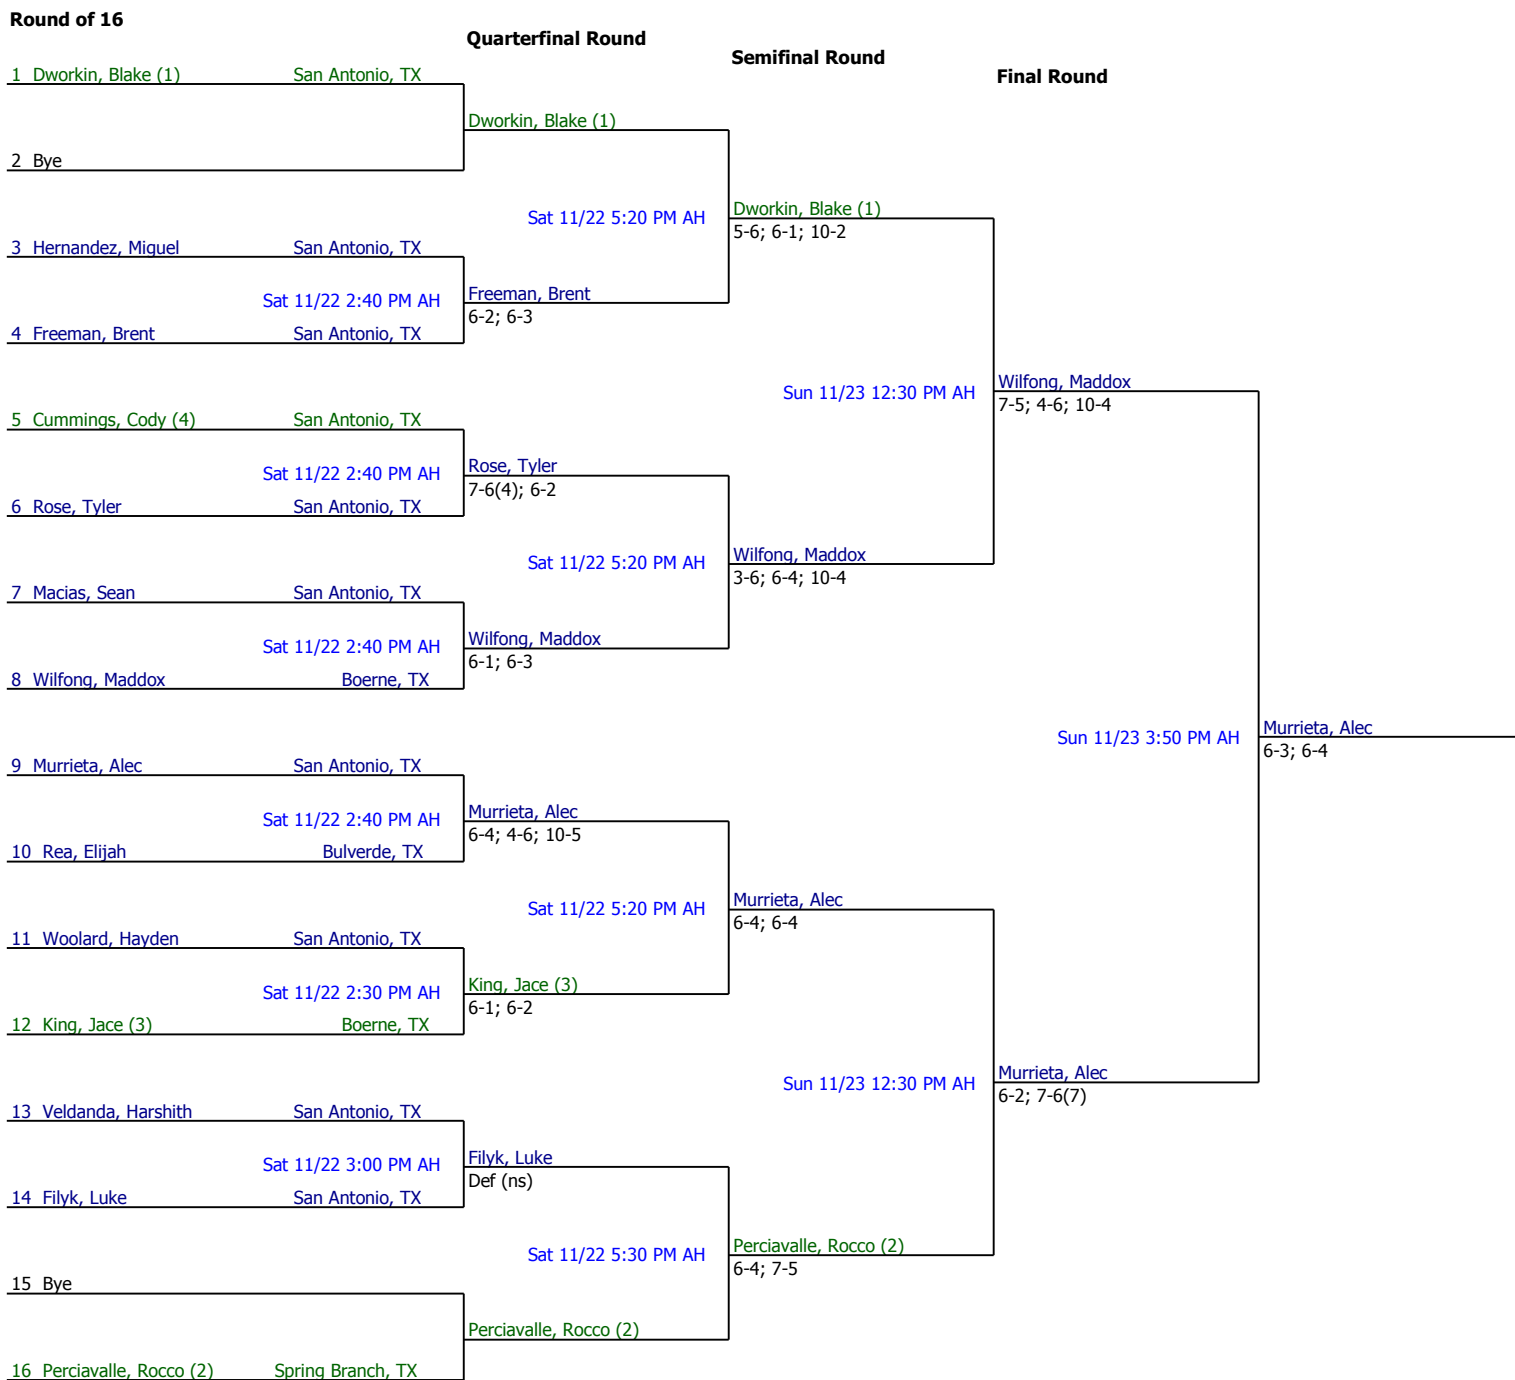 Round of 16
Quarterfinal Round
Semifinal Round
Final Round
1 Dworkin, Blake (1) San Antonio, TX
Dworkin, Blake (1)
2 Bye
Sat 11/22 5:20 PM AH
Dworkin, Blake (1)
5-6; 6-1; 10-2
3 Hernandez, Miguel San Antonio, TX
Sat 11/22 2:40 PM AH
Freeman, Brent
6-2; 6-3
4 Freeman, Brent San Antonio, TX
Sun 11/23 12:30 PM AH
Wilfong, Maddox
7-5; 4-6; 10-4
5 Cummings, Cody (4) San Antonio, TX
Sat 11/22 2:40 PM AH
Rose, Tyler
7-6(4); 6-2
6 Rose, Tyler San Antonio, TX
Sat 11/22 5:20 PM AH
Wilfong, Maddox
3-6; 6-4; 10-4
7 Macias, Sean San Antonio, TX
Sat 11/22 2:40 PM AH
Wilfong, Maddox
6-1; 6-3
8 Wilfong, Maddox Boerne, TX
Sun 11/23 3:50 PM AH
Murrieta, Alec
6-3; 6-4
9 Murrieta, Alec San Antonio, TX
Sat 11/22 2:40 PM AH
Murrieta, Alec
6-4; 4-6; 10-5
10 Rea, Elijah Bulverde, TX
Sat 11/22 5:20 PM AH
Murrieta, Alec
6-4; 6-4
11 Woolard, Hayden San Antonio, TX
Sat 11/22 2:30 PM AH
King, Jace (3)
6-1; 6-2
12 King, Jace (3) Boerne, TX
Sun 11/23 12:30 PM AH
Murrieta, Alec
6-2; 7-6(7)
13 Veldanda, Harshith San Antonio, TX
Sat 11/22 3:00 PM AH
Filyk, Luke
Def (ns)
14 Filyk, Luke San Antonio, TX
Sat 11/22 5:30 PM AH
Perciavalle, Rocco (2)
6-4; 7-5
15 Bye
Perciavalle, Rocco (2)
16 Perciavalle, Rocco (2) Spring Branch, TX